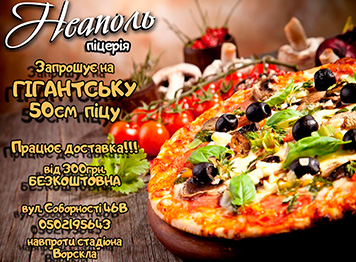 Неаполь
піцерія
Запрошує на
ГІГАНТСЬКУ
50см піцу
Працює доставка!!!
від 300грн.
БЕЗКОШТОВНА
вул. Соборності 46В
0502195643
навпроти стадіона
Ворскла